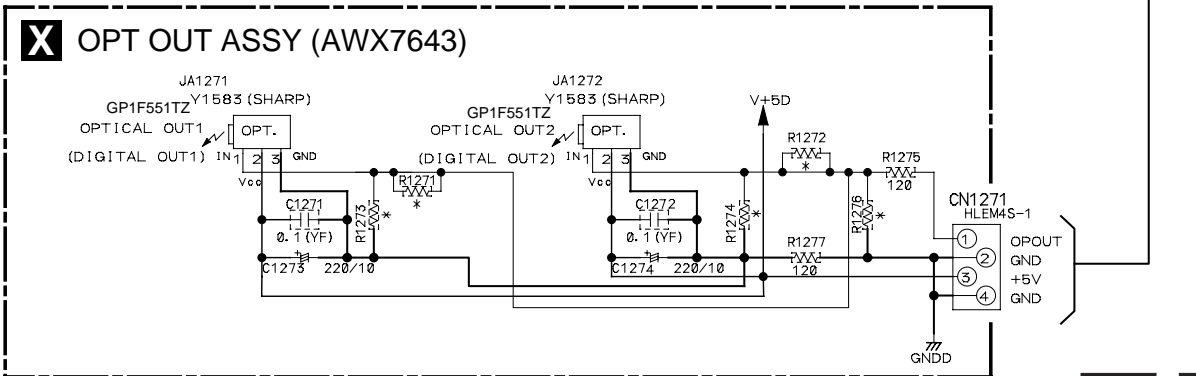 X OPT OUT ASSY (AWX7643)
JA1271
Y1583 (SHARP)
GP1F551TZ
OPTICAL OUT1
(DIGITAL OUT1)
OPT.
IN 1 2 3 GND
Vcc
R1271
*
R1273
*
C1271
0.1 (YF)
C1273
+
220/10
JA1272
Y1583 (SHARP)
GP1F551TZ
OPTICAL OUT2
(DIGITAL OUT2)
OPT.
IN 1 2 3 GND
Vcc
C1272
0.1 (YF)
C1274
+
220/10
V+5D
R1272
*
R1274
*
R1276
*
R1275
120
R1277
120
CN1271
HLEM4S-1
1 OPOUT
2 GND
3 +5V
4 GND
GNDD